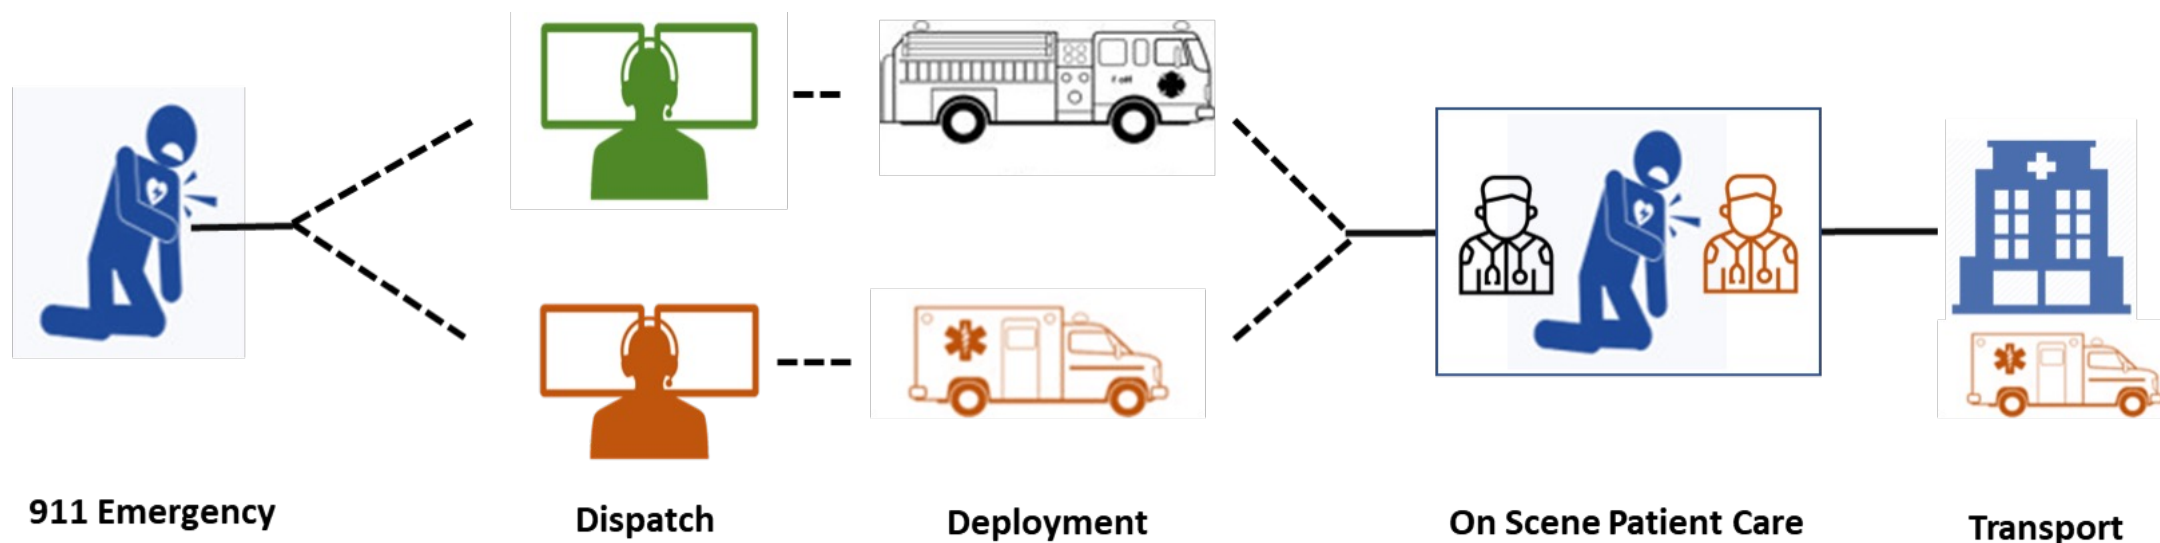 911 Emergency
Dispatch
Deployment
On Scene Patient Care
Transport